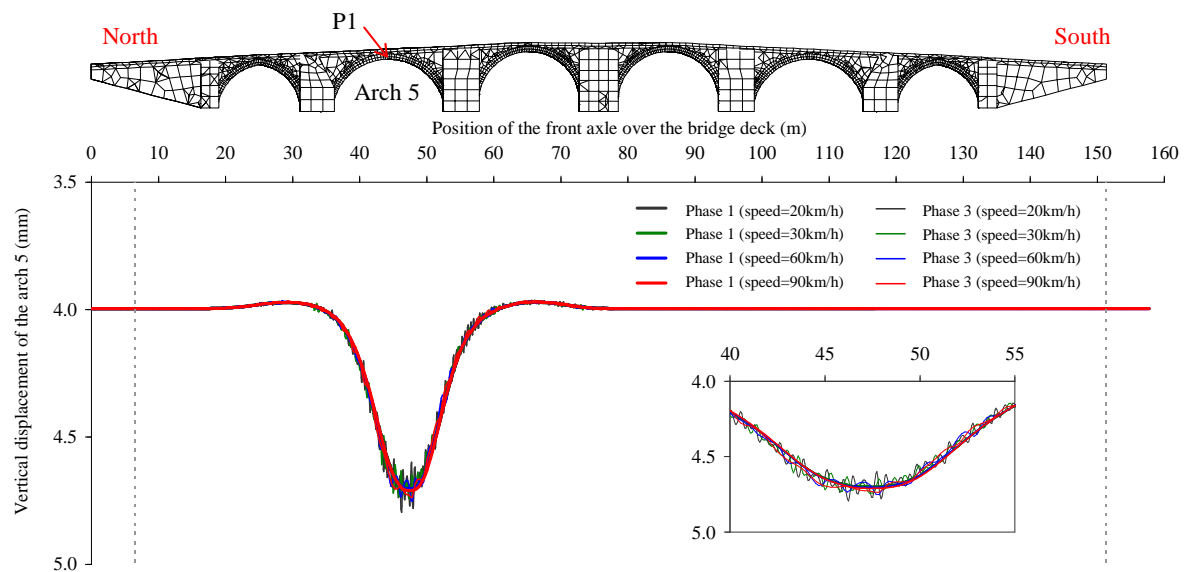 P1
North
South
Arch 5
Position of the front axle over the bridge deck (m)
0 10 20 30 40 50 60 70 80 90 100 110 120 130 140 150 160
3.5
4.0
4.5
5.0
Vertical displacement of the arch 5 (mm)
Phase 1 (speed=20km/h)
Phase 1 (speed=30km/h)
Phase 1 (speed=60km/h)
Phase 1 (speed=90km/h)
Phase 3 (speed=20km/h)
Phase 3 (speed=30km/h)
Phase 3 (speed=60km/h)
Phase 3 (speed=90km/h)
40 45 50 55
4.0
4.5
5.0